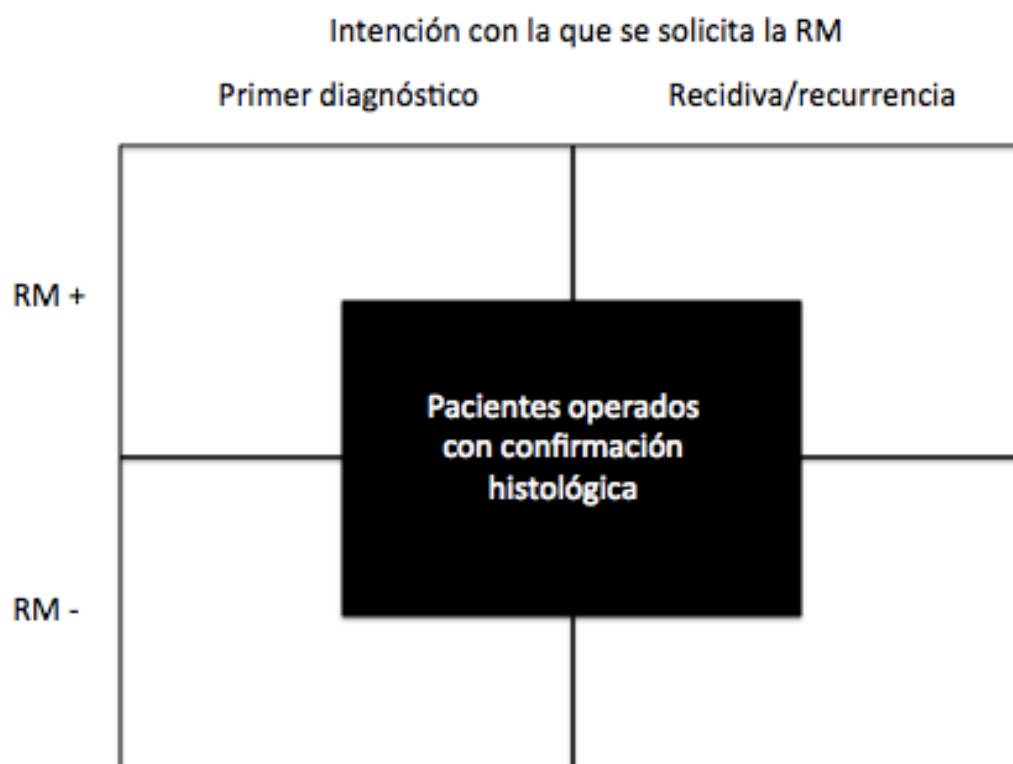 Intención con la que se solicita la RM
Primer diagnóstico
Recidiva/recurrencia
RM +
Pacientes operados
con confirmación
histológica
RM -